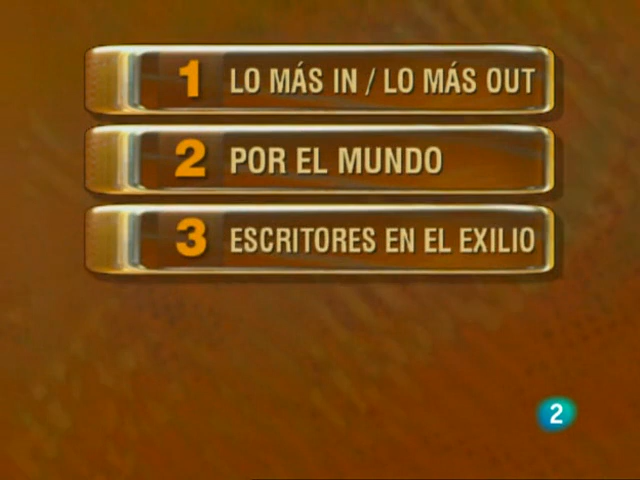 1 LO MÁS IN / LO MÁS OUT
2 POR EL MUNDO
3 ESCRITORES EN EL EXILIO
2